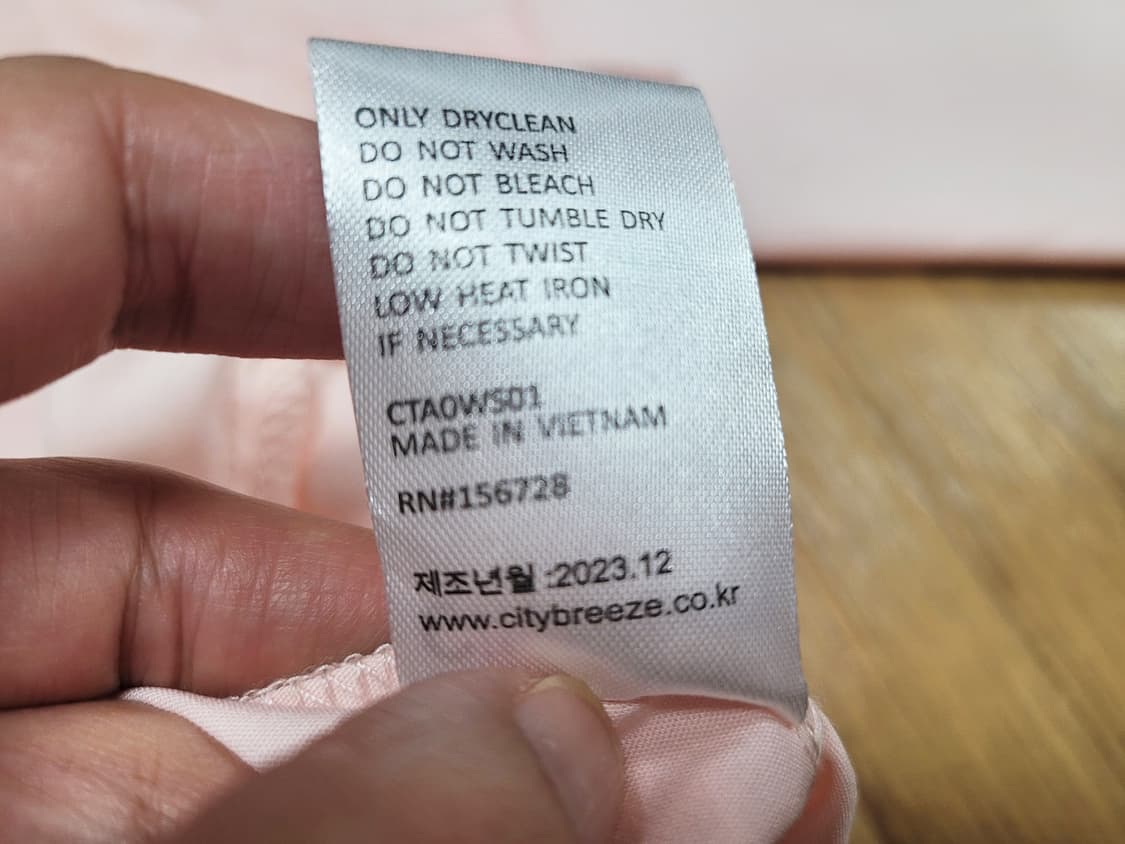 ONLY DRYCLEAN
DO NOT WASH
DO NOT BLEACH
DO NOT TUMBLE DRY
DO NOT TWIST
LOW HEAT IRON
IF NECESSARY
CTA0WS01
MADE IN VIETNAM
RN#156728
제조년월 :2023.12
www.citybreeze.co.kr